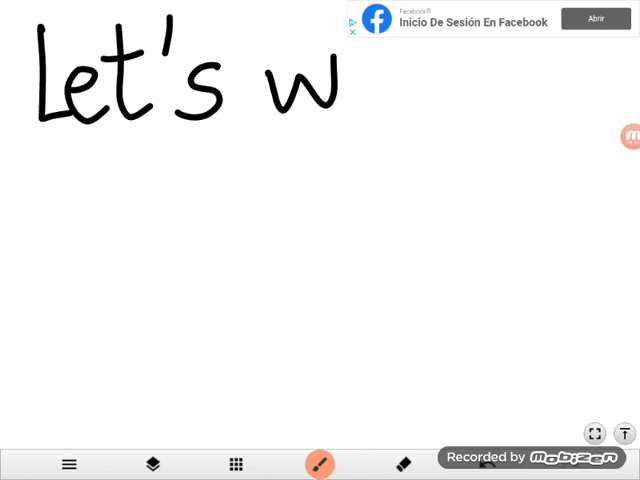 Let's w
Facebook®
Inicio De Sesión En Facebook
Abrir
Recorded by mobizen